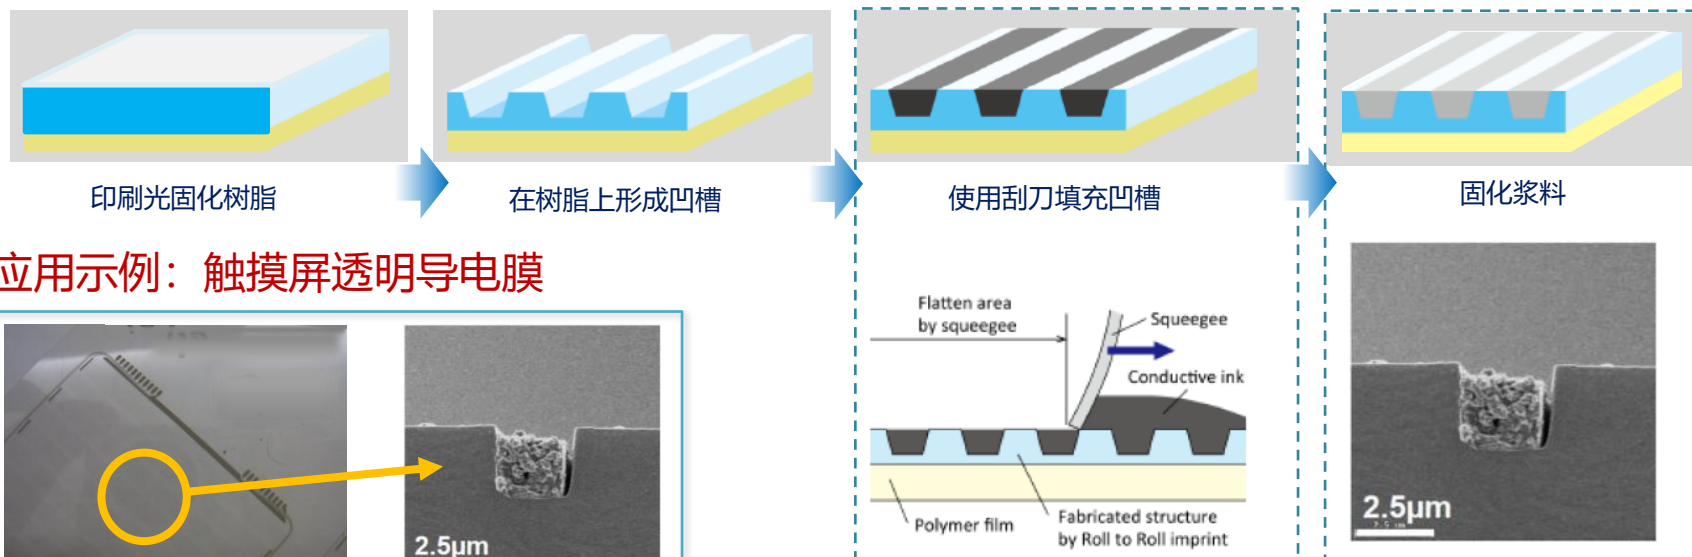 印刷光固化树脂
在树脂上形成凹槽
使用刮刀填充凹槽
固化浆料
应用示例：触摸屏透明导电膜
2.5μm
Flatten area
by squeegee
Squeegee
Conductive ink
Polymer film
Fabricated structure
by Roll to Roll imprint
2.5μm